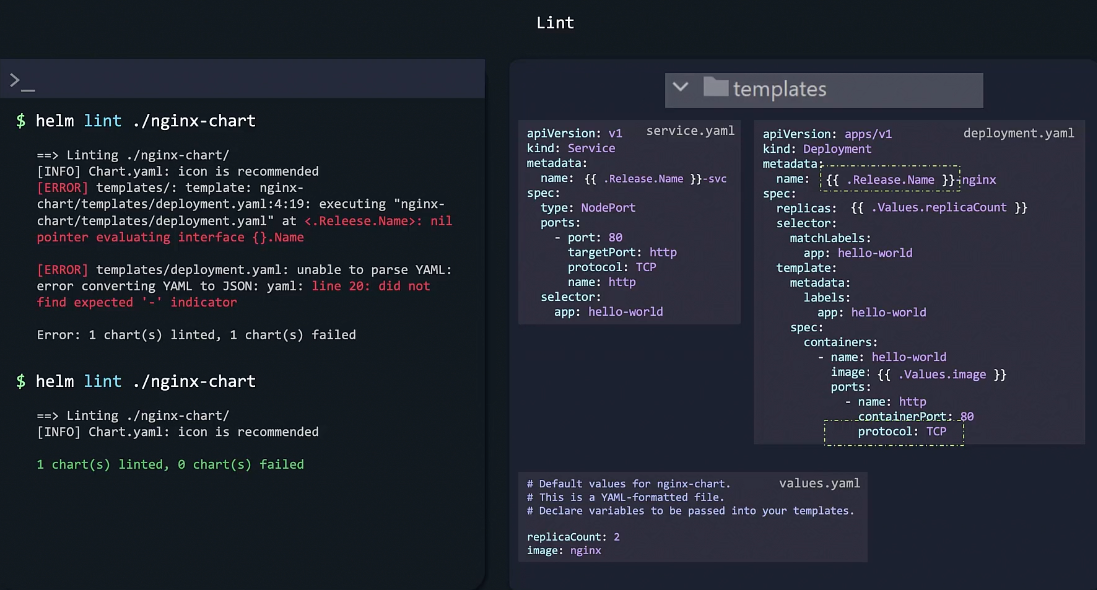 Lint
>_
$ helm lint ./nginx-chart
==> Linting ./nginx-chart/
[INFO] Chart.yaml: icon is recommended
[ERROR] templates/: template: nginx-
chart/templates/deployment.yaml:4:19: executing "nginx-
chart/templates/deployment.yaml" at <.Releese.Name>: nil
pointer evaluating interface {}.Name
[ERROR] templates/deployment.yaml: unable to parse YAML:
error converting YAML to JSON: yaml: line 20: did not
find expected '-' indicator
Error: 1 chart(s) linted, 1 chart(s) failed
$ helm lint ./nginx-chart
==> Linting ./nginx-chart/
[INFO] Chart.yaml: icon is recommended
1 chart(s) linted, 0 chart(s) failed
templates
service.yaml
apiVersion: v1
kind: Service
metadata:
  name: {{ .Release.Name }}-svc
spec:
  type: NodePort
  ports:
    - port: 80
      targetPort: http
      protocol: TCP
      name: http
  selector:
    app: hello-world
deployment.yaml
apiVersion: apps/v1
kind: Deployment
metadata:
  name: {{ .Release.Name }}-nginx
spec:
  replicas: {{ .Values.replicaCount }}
  selector:
    matchLabels:
      app: hello-world
  template:
    metadata:
      labels:
        app: hello-world
    spec:
      containers:
        - name: hello-world
          image: {{ .Values.image }}
          ports:
            - name: http
              containerPort: 80
              protocol: TCP
values.yaml
# Default values for nginx-chart.
# This is a YAML-formatted file.
# Declare variables to be passed into your templates.
replicaCount: 2
image: nginx